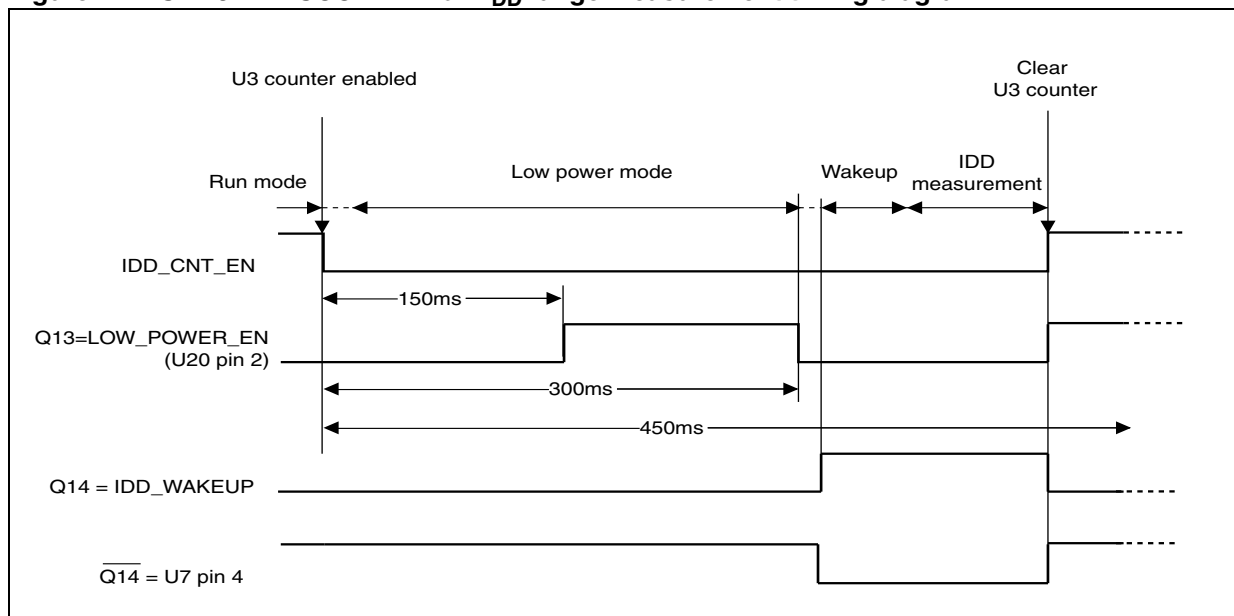 U3 counter enabled
Clear
U3 counter
Run mode
Low power mode
Wakeup
IDD
measurement
IDD_CNT_EN
150ms
Q13=LOW_POWER_EN
(U20 pin 2)
300ms
450ms
Q14 = IDD_WAKEUP
Q14 = U7 pin 4